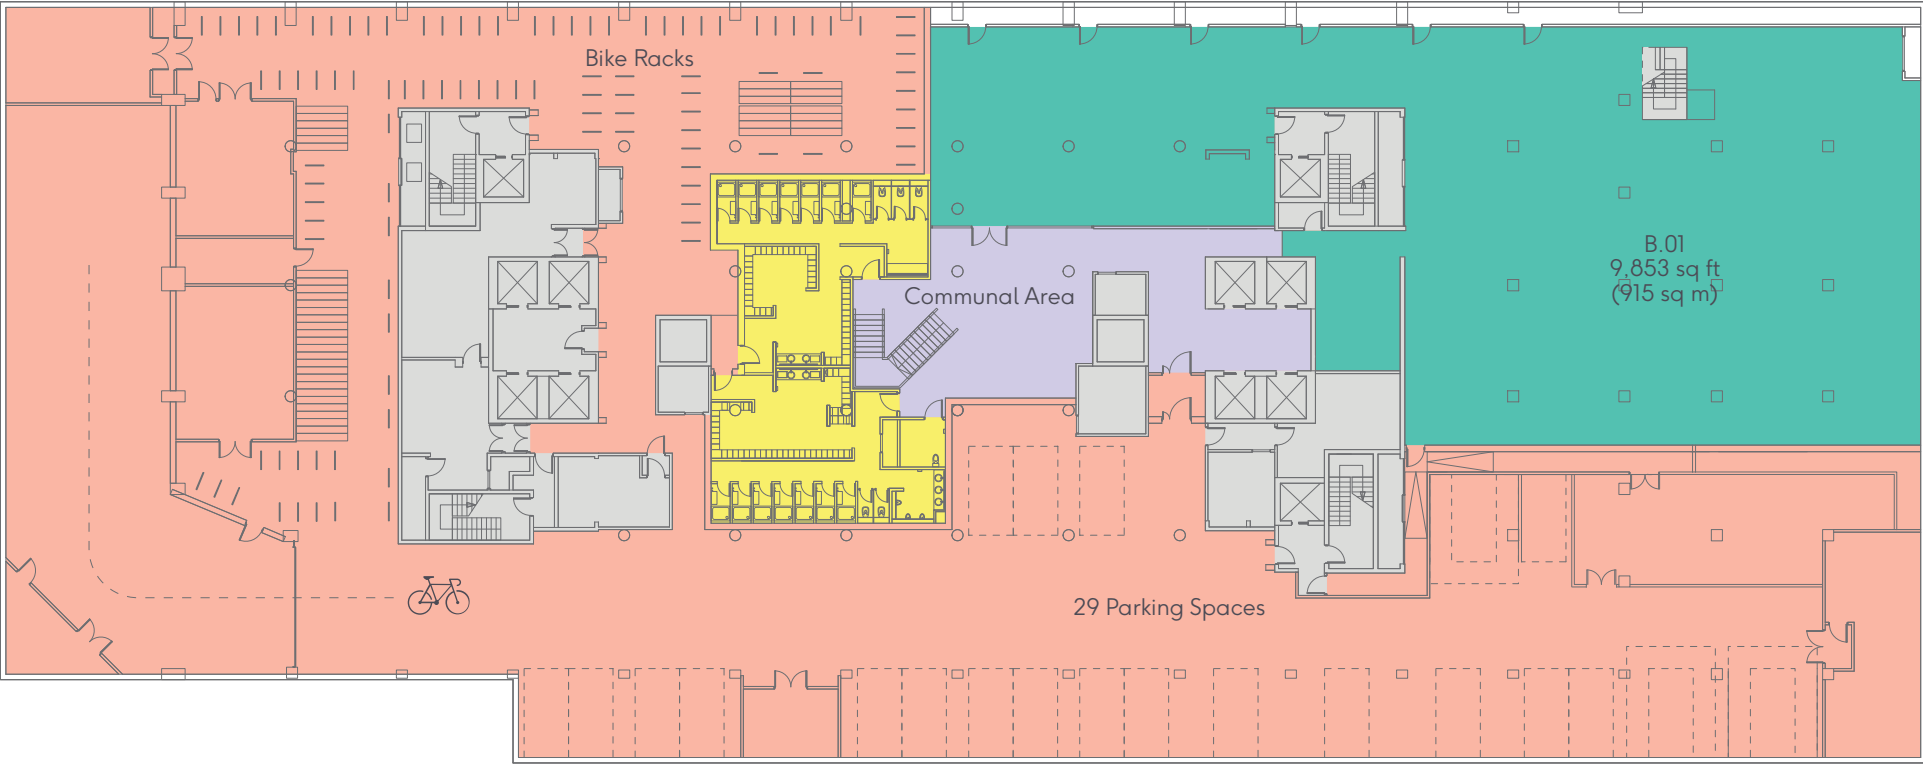 Bike Racks
B.01
9,853 sq ft
(915 sq m)
Communal Area
29 Parking Spaces